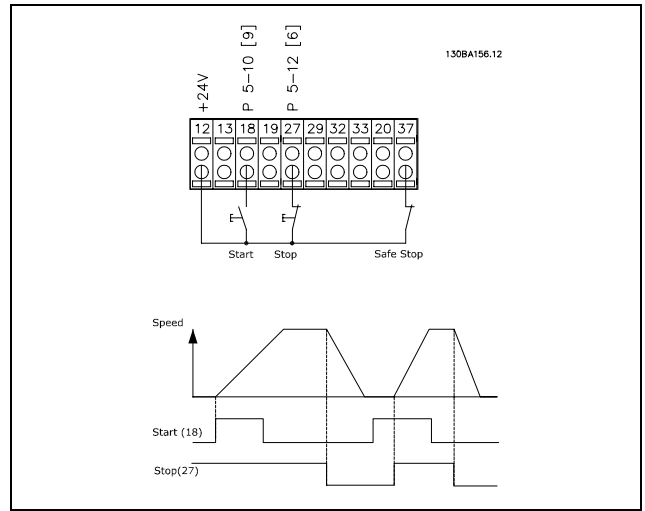 130BA156.12
+24V
P 5-10 [9]
P 5-12 [6]
12 13 18 19 27 29 32 33 20 37
Start Stop Safe Stop
Speed
Start (18)
Stop(27)